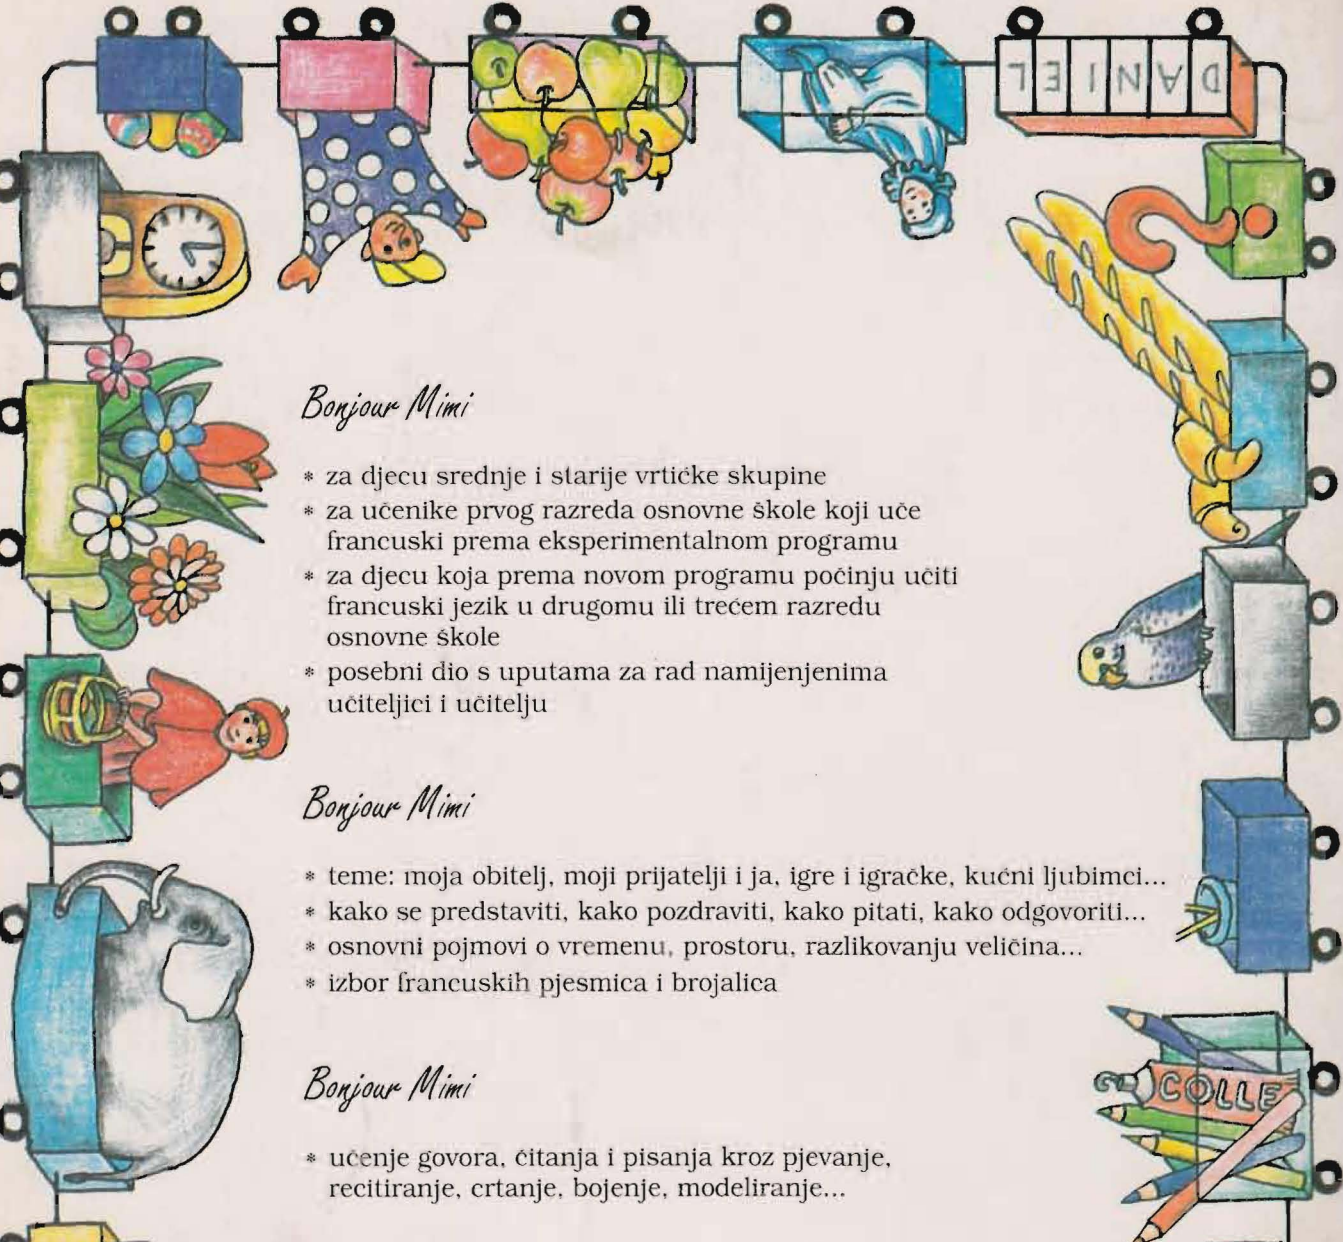 DANIEL
Bonjour Mimi
* za djecu srednje i starije vrtićke skupine
* za učenike prvog razreda osnovne škole koji uče
francuski prema eksperimentalnom programu
* za djecu koja prema novom programu počinju učiti
francuski jezik u drugomu ili trećem razredu
osnovne škole
* posebni dio s uputama za rad namijenjenima
učiteljici i učitelju
Bonjour Mimi
* teme: moja obitelj, moji prijatelji i ja, igre i igračke, kućni ljubimci...
* kako se predstaviti, kako pozdraviti, kako pitati, kako odgovoriti...
* osnovni pojmovi o vremenu, prostoru, razlikovanju veličina...
* izbor francuskih pjesmica i brojalica
Bonjour Mimi
* učenje govora, čitanja i pisanja kroz pjevanje,
recitiranje, crtanje, bojenje, modeliranje...
COLLE
?